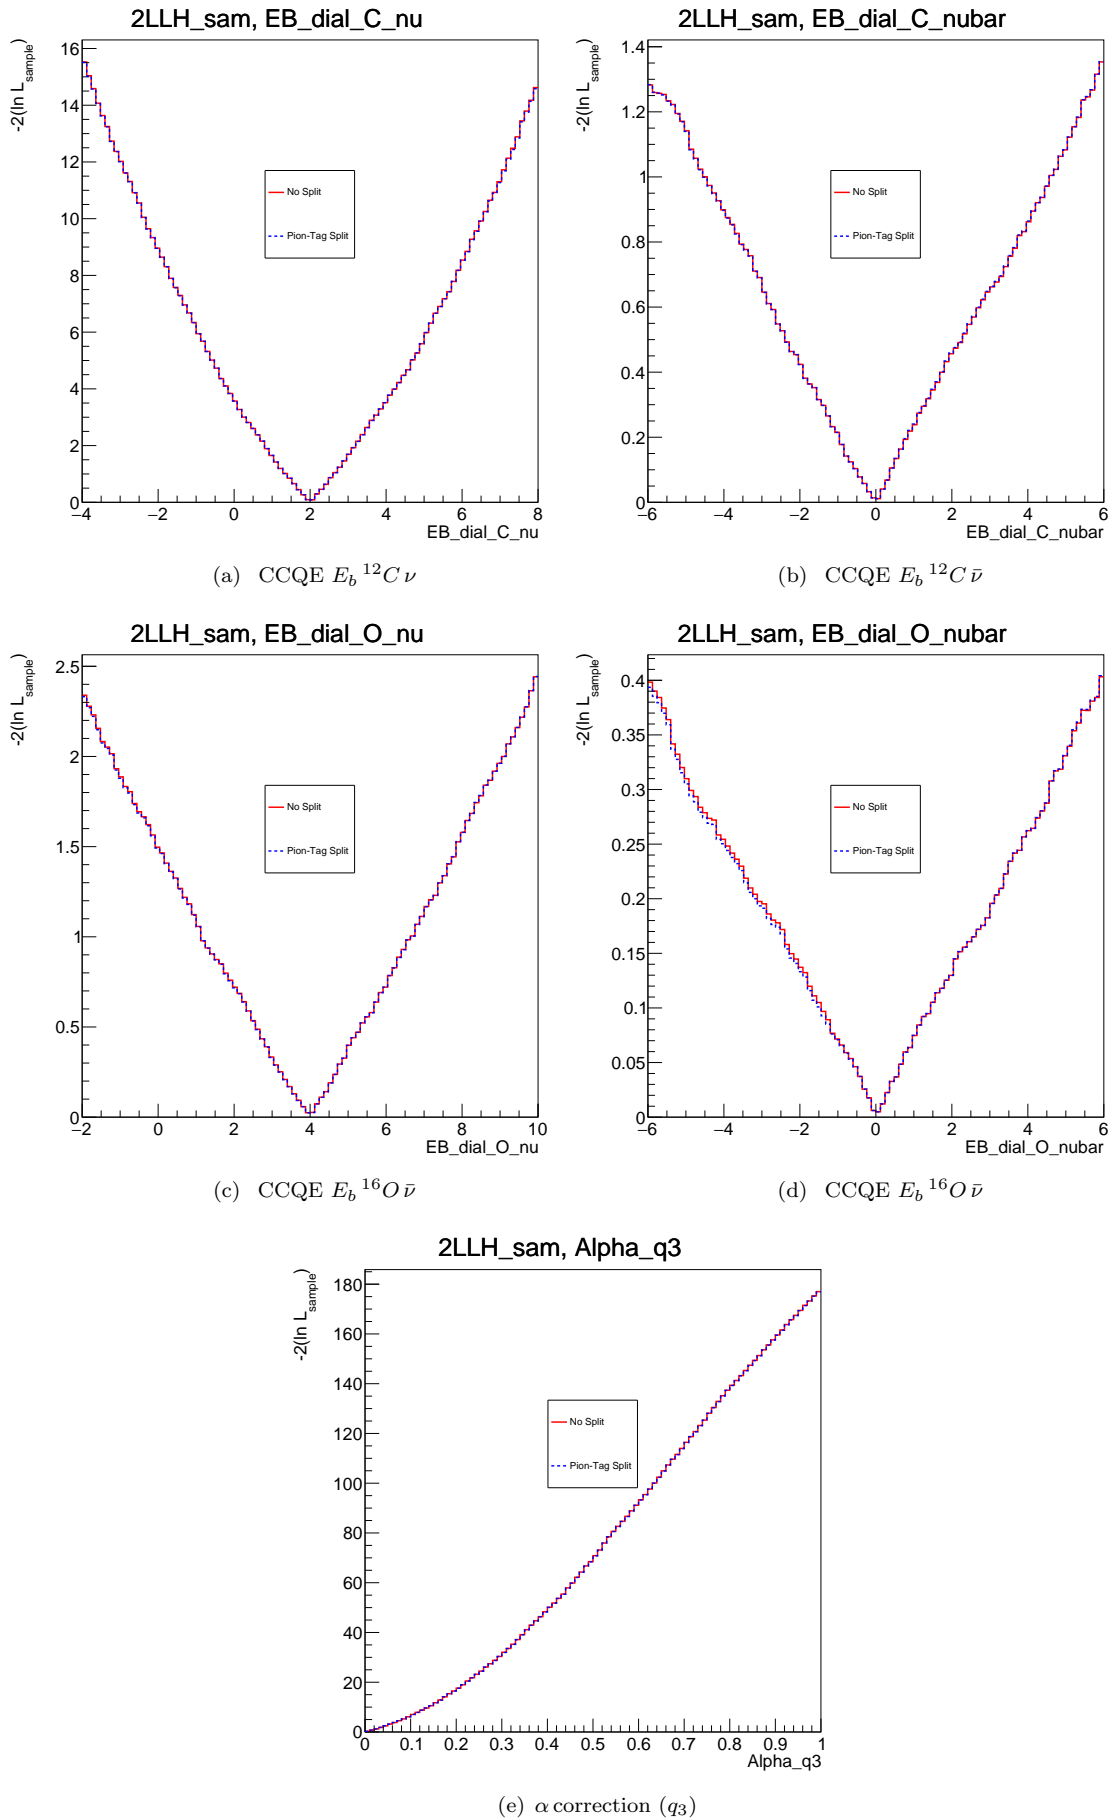 2LLH_sam, EB_dial_C_nu
-2(ln L_sample)
16
14
12
10
8
6
4
2
0
No Split
Pion-Tag Split
−4 −2 0 2 4 6 8
EB_dial_C_nu
(a) CCQE E_b ^12C ν
2LLH_sam, EB_dial_C_nubar
-2(ln L_sample)
1.4
1.2
1
0.8
0.6
0.4
0.2
0
No Split
Pion-Tag Split
−6 −4 −2 0 2 4 6
EB_dial_C_nubar
(b) CCQE E_b ^12C ν̄
2LLH_sam, EB_dial_O_nu
-2(ln L_sample)
2.5
2
1.5
1
0.5
0
No Split
Pion-Tag Split
−2 0 2 4 6 8 10
EB_dial_O_nu
(c) CCQE E_b ^16O ν̄
2LLH_sam, EB_dial_O_nubar
-2(ln L_sample)
0.4
0.35
0.3
0.25
0.2
0.15
0.1
0.05
0
No Split
Pion-Tag Split
−6 −4 −2 0 2 4 6
EB_dial_O_nubar
(d) CCQE E_b ^16O ν̄
2LLH_sam, Alpha_q3
-2(ln L_sample)
180
160
140
120
100
80
60
40
20
0
No Split
Pion-Tag Split
0 0.1 0.2 0.3 0.4 0.5 0.6 0.7 0.8 0.9 1
Alpha_q3
(e) α correction (q_3)